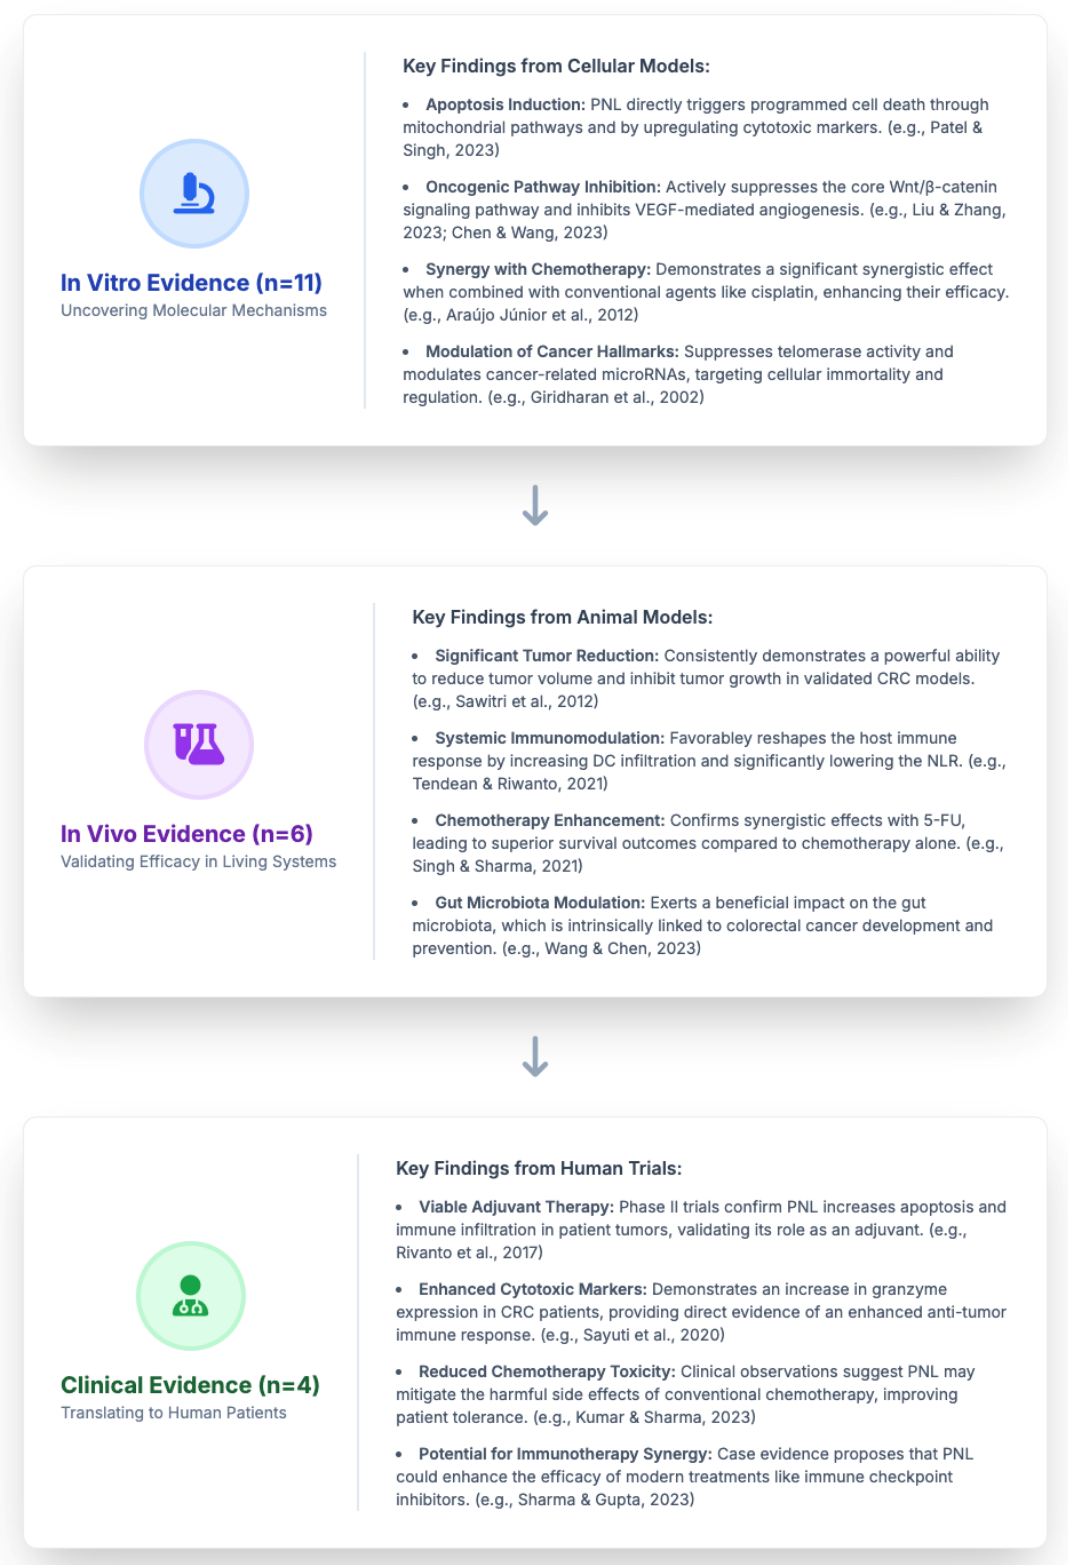 Key Findings from Cellular Models:
• Apoptosis Induction: PNL directly triggers programmed cell death through
mitochondrial pathways and by upregulating cytotoxic markers. (e.g., Patel &
Singh, 2023)
• Oncogenic Pathway Inhibition: Actively suppresses the core Wnt/β-catenin
signaling pathway and inhibits VEGF-mediated angiogenesis. (e.g., Liu & Zhang,
2023; Chen & Wang, 2023)
• Synergy with Chemotherapy: Demonstrates a significant synergistic effect
when combined with conventional agents like cisplatin, enhancing their efficacy.
(e.g., Araújo Júnior et al., 2012)
• Modulation of Cancer Hallmarks: Suppresses telomerase activity and
modulates cancer-related microRNAs, targeting cellular immortality and
regulation. (e.g., Giridharan et al., 2002)
In Vitro Evidence (n=11)
Uncovering Molecular Mechanisms
Key Findings from Animal Models:
• Significant Tumor Reduction: Consistently demonstrates a powerful ability
to reduce tumor volume and inhibit tumor growth in validated CRC models.
(e.g., Sawitri et al., 2012)
• Systemic Immunomodulation: Favorabley reshapes the host immune
response by increasing DC infiltration and significantly lowering the NLR. (e.g.,
Tendean & Riwanto, 2021)
• Chemotherapy Enhancement: Confirms synergistic effects with 5-FU,
leading to superior survival outcomes compared to chemotherapy alone. (e.g.,
Singh & Sharma, 2021)
• Gut Microbiota Modulation: Exerts a beneficial impact on the gut
microbiota, which is intrinsically linked to colorectal cancer development and
prevention. (e.g., Wang & Chen, 2023)
In Vivo Evidence (n=6)
Validating Efficacy in Living Systems
Key Findings from Human Trials:
• Viable Adjuvant Therapy: Phase II trials confirm PNL increases apoptosis and
immune infiltration in patient tumors, validating its role as an adjuvant. (e.g.,
Rivanto et al., 2017)
• Enhanced Cytotoxic Markers: Demonstrates an increase in granzyme
expression in CRC patients, providing direct evidence of an enhanced anti-tumor
immune response. (e.g., Sayuti et al., 2020)
• Reduced Chemotherapy Toxicity: Clinical observations suggest PNL may
mitigate the harmful side effects of conventional chemotherapy, improving
patient tolerance. (e.g., Kumar & Sharma, 2023)
• Potential for Immunotherapy Synergy: Case evidence proposes that PNL
could enhance the efficacy of modern treatments like immune checkpoint
inhibitors. (e.g., Sharma & Gupta, 2023)
Clinical Evidence (n=4)
Translating to Human Patients